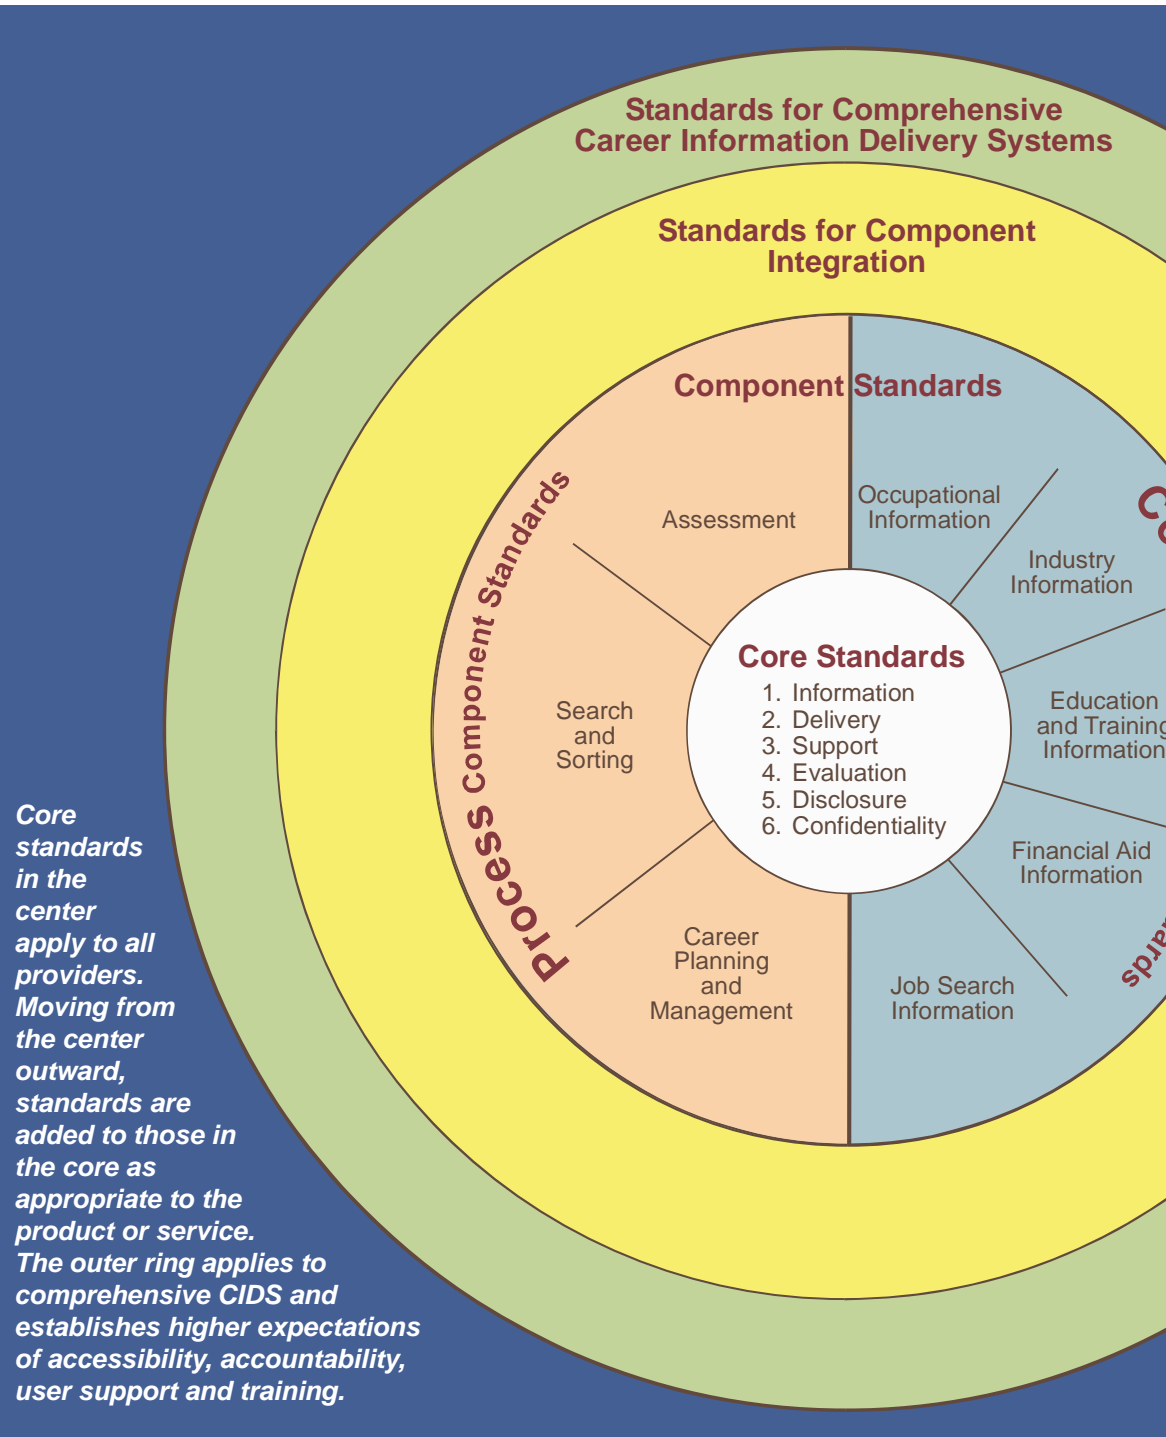 Standards for Comprehensive
Career Information Delivery Systems
Standards for Component
Integration
Component Standards
Process Component Standards
Assessment
Search
and
Sorting
Career
Planning
and
Management
Occupational
Information
Industry
Information
Education
and Training
Information
Financial Aid
Information
Job Search
Information
Core Standards
1. Information
2. Delivery
3. Support
4. Evaluation
5. Disclosure
6. Confidentiality
Core
standards
in the
center
apply to all
providers.
Moving from
the center
outward,
standards are
added to those in
the core as
appropriate to the
product or service.
The outer ring applies to
comprehensive CIDS and
establishes higher expectations
of accessibility, accountability,
user support and training.